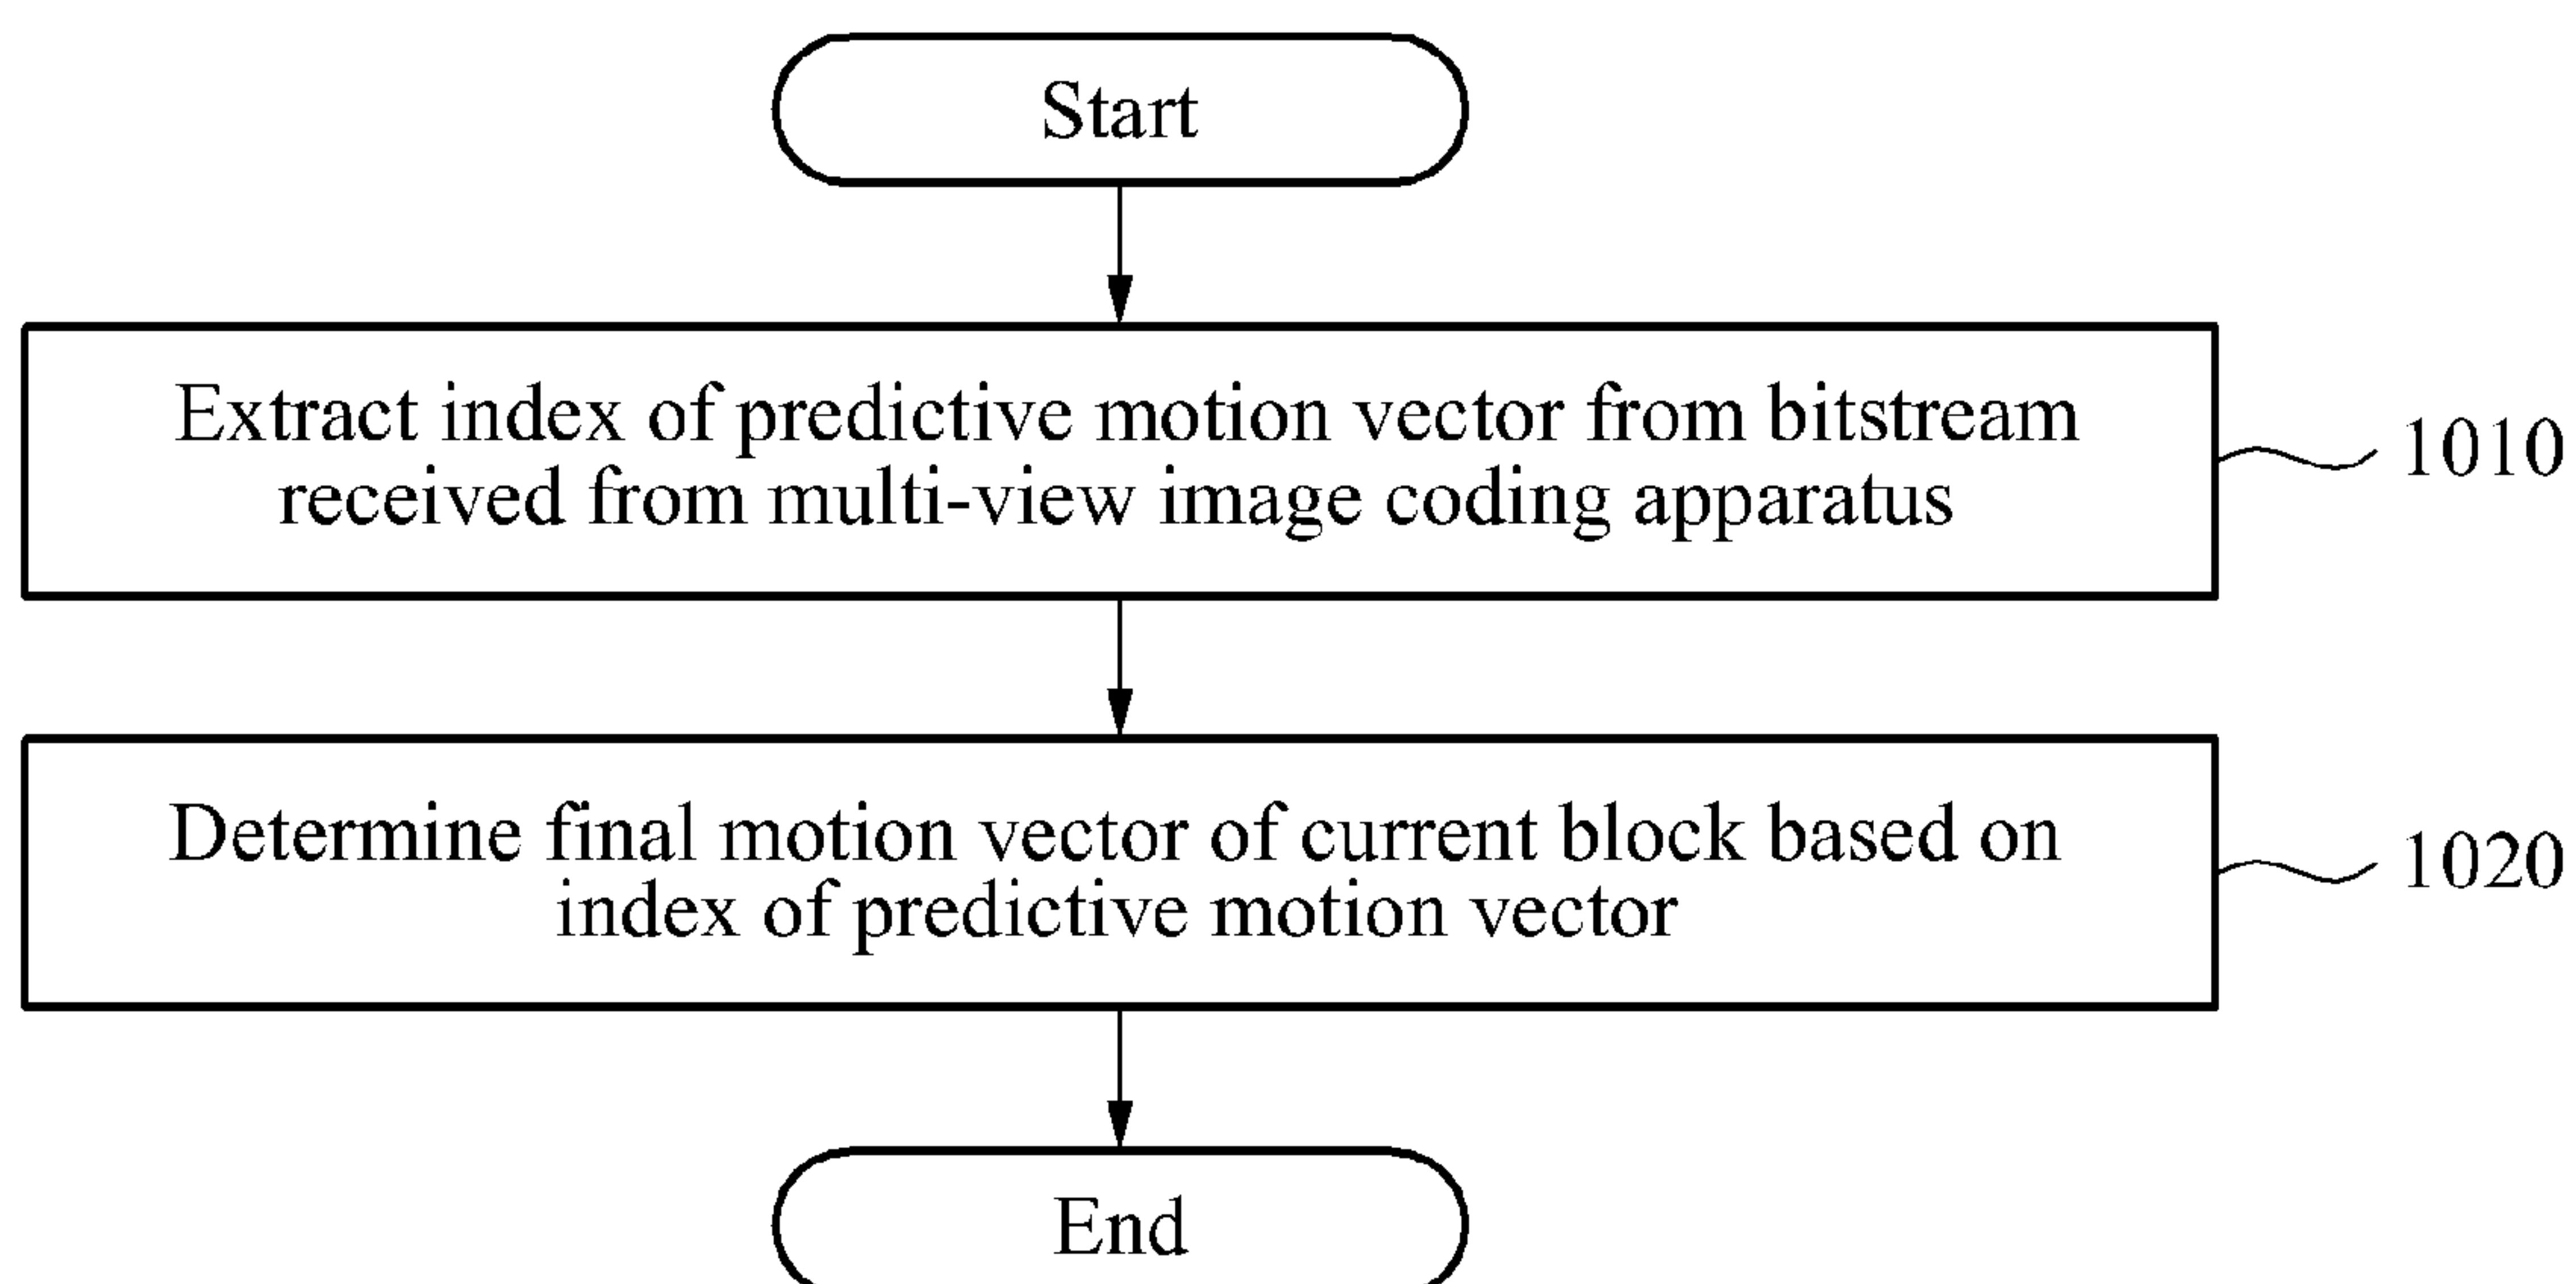 Start
Extract index of predictive motion vector from bitstream
received from multi-view image coding apparatus
1010
Determine final motion vector of current block based on
index of predictive motion vector
1020
End